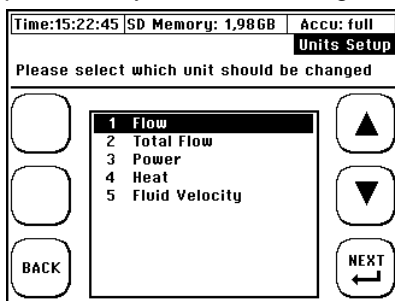 Time:15:22:45 SD Memory: 1,98GB Accu: full
Units Setup
Please select which unit should be changed
1 Flow
2 Total Flow
3 Power
4 Heat
5 Fluid Velocity
BACK
NEXT